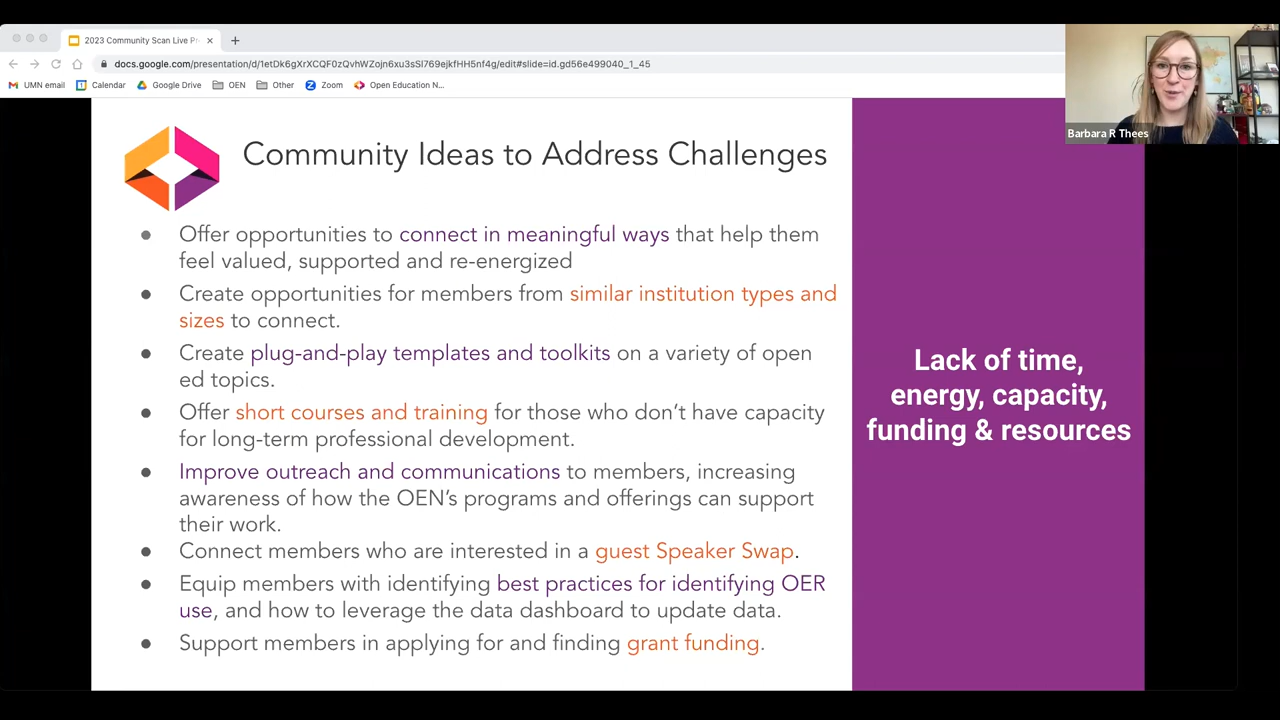 2023 Community Scan Live Pr
docs.google.com/presentation/d/1etDk6gXrXCQF0zQvhWZojn6xu3sSI769ejkfHH5nf4g/edit#slide=id.gd56e499040_1_45
UMN email Calendar Google Drive OEN Other Zoom Open Education N...
Barbara R Thees
Community Ideas to Address Challenges
● Offer opportunities to connect in meaningful ways that help them
feel valued, supported and re-energized
● Create opportunities for members from similar institution types and
sizes to connect.
● Create plug-and-play templates and toolkits on a variety of open
ed topics.
● Offer short courses and training for those who don't have capacity
for long-term professional development.
● Improve outreach and communications to members, increasing
awareness of how the OEN's programs and offerings can support
their work.
● Connect members who are interested in a guest Speaker Swap.
● Equip members with identifying best practices for identifying OER
use, and how to leverage the data dashboard to update data.
● Support members in applying for and finding grant funding.
Lack of time,
energy, capacity,
funding & resources